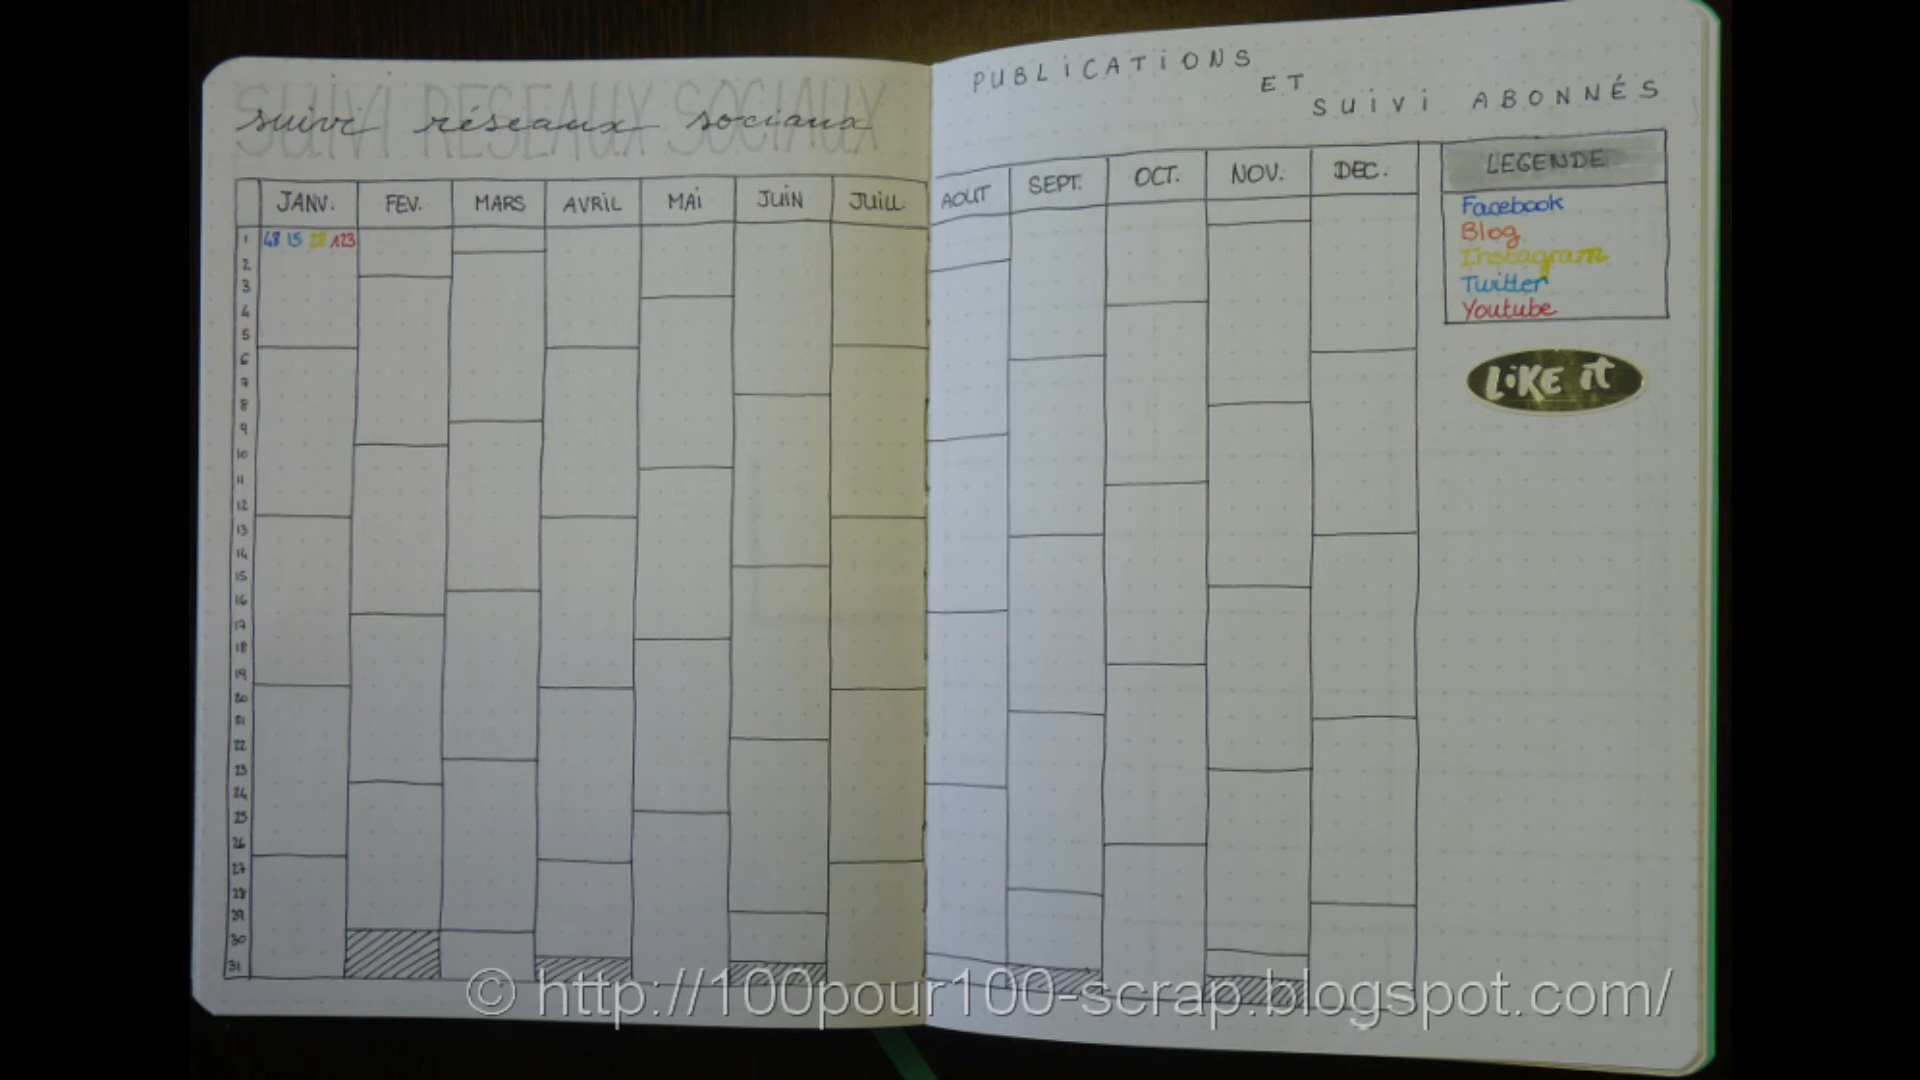 SUIVI RÉSEAUX SOCIAUX
suivi réseaux sociaux
PUBLICATIONS
ET
SUIVI ABONNÉS
JANV. FEV. MARS AVRIL MAI JUIN JUILL. AOUT SEPT. OCT. NOV. DEC.
LEGENDE
Facebook
Blog
Instagram
Twitter
Youtube
LIKE it
1 48 15 123
2
3
4
5
6
7
8
9
10
11
12
13
14
15
16
17
18
19
20
21
22
23
24
25
26
27
28
29
30
31
© http://100pour100-scrap.blogspot.com/